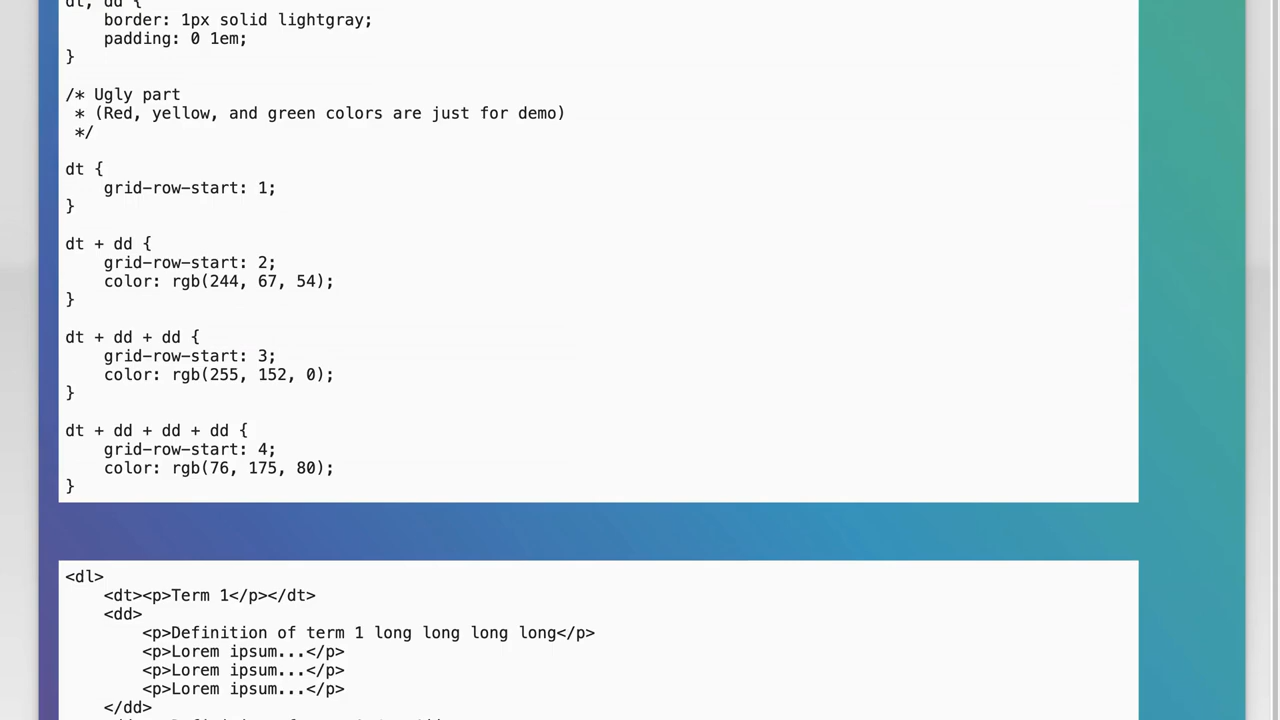 dt, dd {
    border: 1px solid lightgray;
    padding: 0 1em;
}
/* Ugly part
 * (Red, yellow, and green colors are just for demo)
 */
dt {
    grid-row-start: 1;
}
dt + dd {
    grid-row-start: 2;
    color: rgb(244, 67, 54);
}
dt + dd + dd {
    grid-row-start: 3;
    color: rgb(255, 152, 0);
}
dt + dd + dd + dd {
    grid-row-start: 4;
    color: rgb(76, 175, 80);
}
<dl>
    <dt><p>Term 1</p></dt>
    <dd>
        <p>Definition of term 1 long long long long</p>
        <p>Lorem ipsum...</p>
        <p>Lorem ipsum...</p>
        <p>Lorem ipsum...</p>
    </dd>